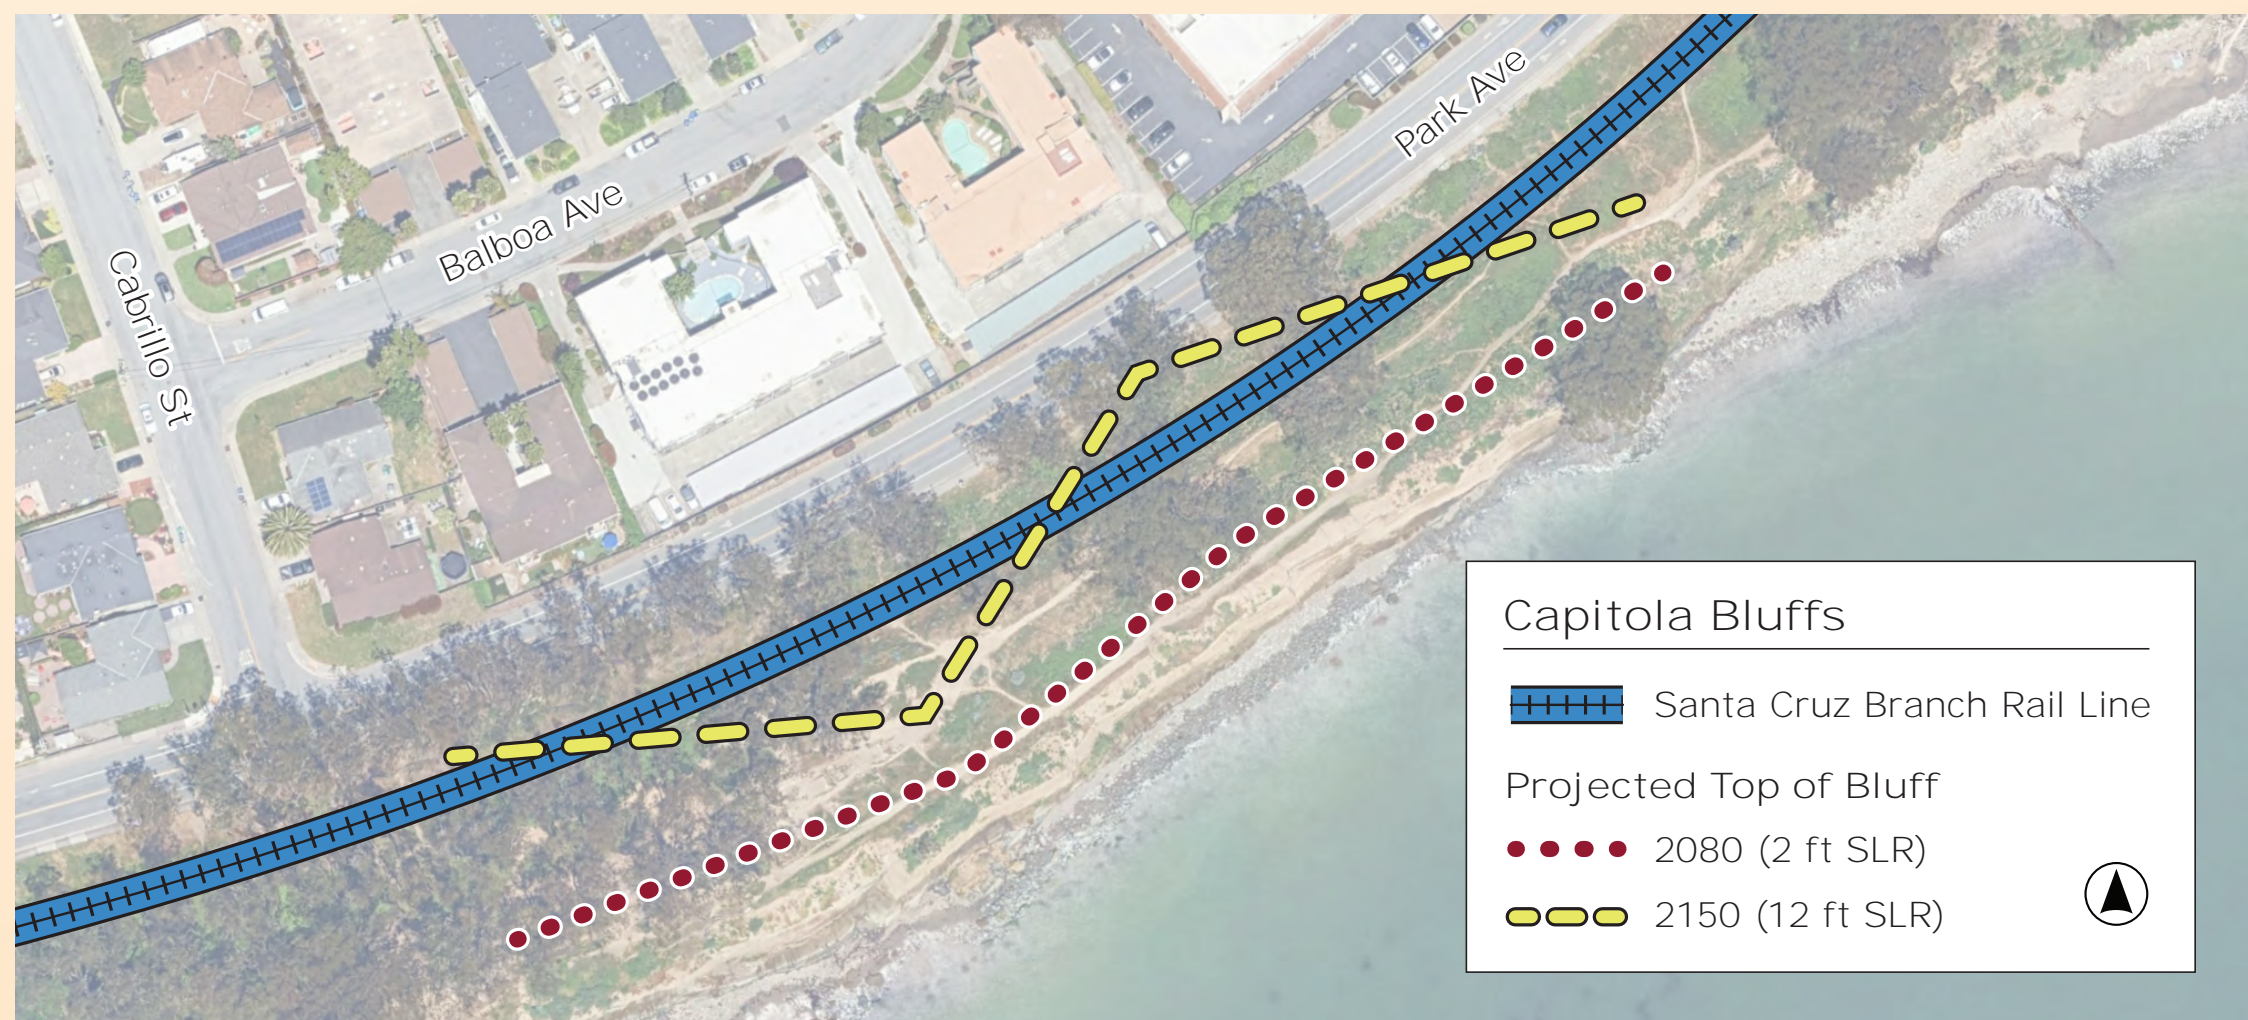 Park Ave
Balboa Ave
Cabrillo St
Capitola Bluffs
Santa Cruz Branch Rail Line
Projected Top of Bluff
2080 (2 ft SLR)
2150 (12 ft SLR)